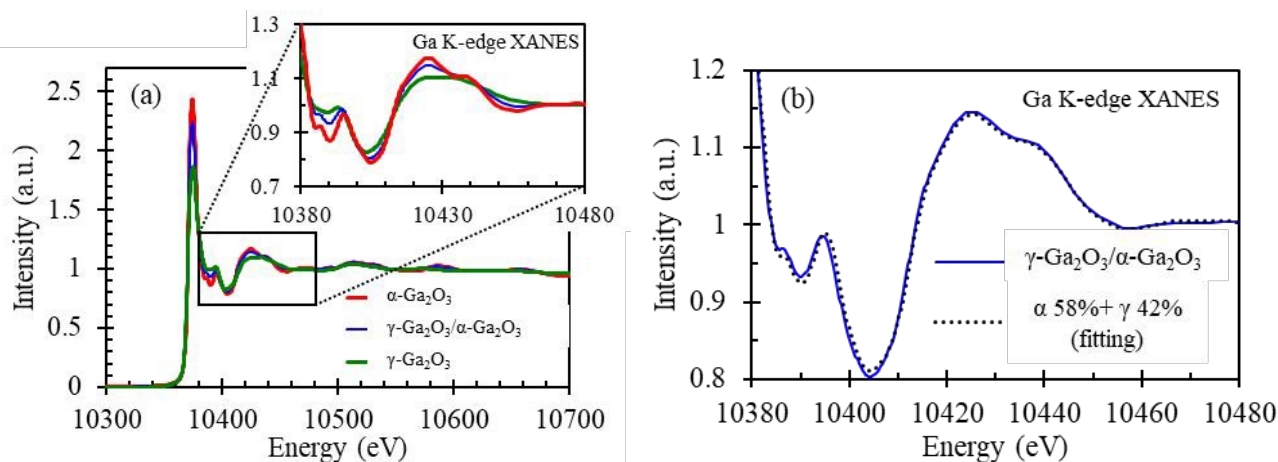 (a)
Ga K-edge XANES
1.3
1.1
0.9
0.7
10380
10430
10480
Intensity (a.u.)
2.5
2
1.5
1
0.5
0
α-Ga₂O₃
γ-Ga₂O₃/α-Ga₂O₃
γ-Ga₂O₃
10300
10400
10500
10600
10700
Energy (eV)
(b)
Ga K-edge XANES
Intensity (a.u.)
1.2
1.1
1
0.9
0.8
γ-Ga₂O₃/α-Ga₂O₃
α 58%+ γ 42%
(fitting)
10380
10400
10420
10440
10460
10480
Energy (eV)